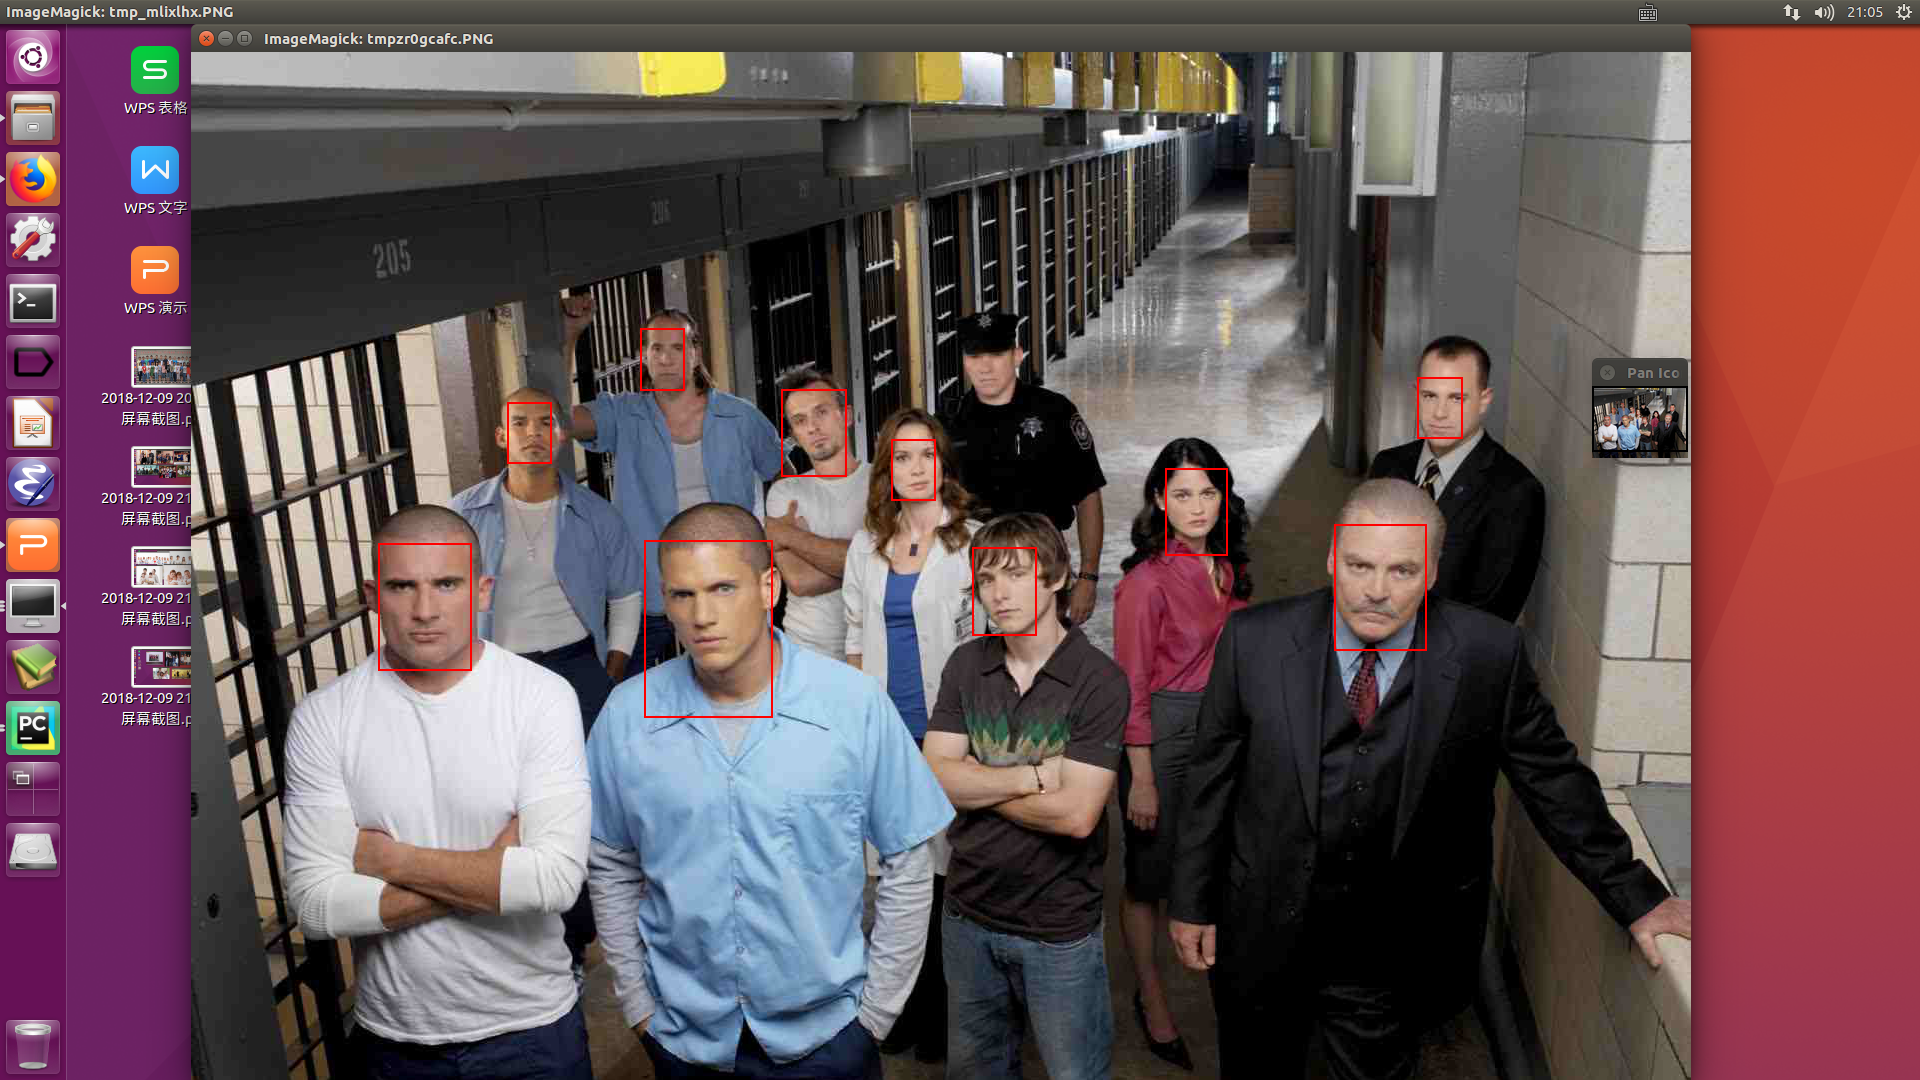 ImageMagick: tmp_mlixlhx.PNG
21:05
ImageMagick: tmpzr0gcafc.PNG
WPS 表格
WPS 文字
WPS 演示
2018-12-09 20
屏幕截图.p
2018-12-09 21
屏幕截图.p
2018-12-09 21
屏幕截图.p
2018-12-09 21
屏幕截图.p
PC
205
206
Pan Ico